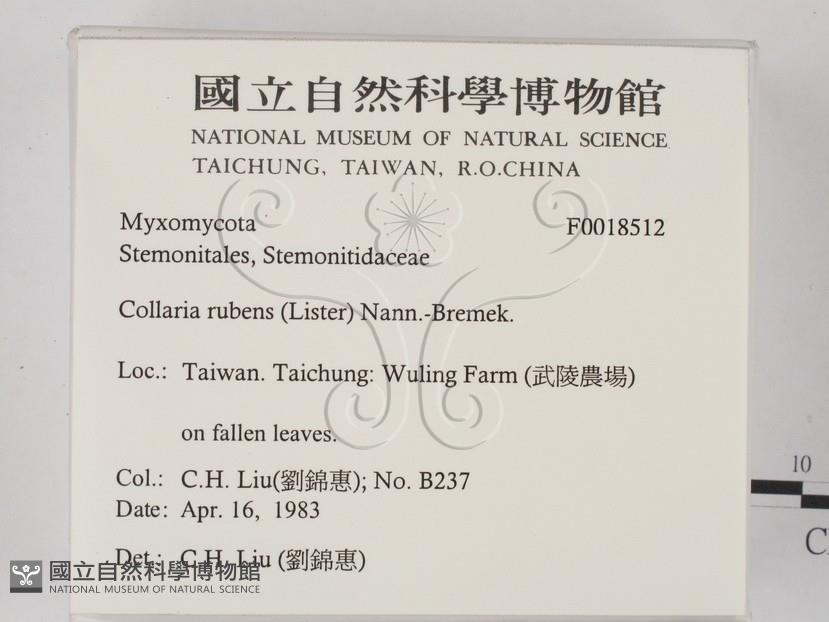 國立自然科學博物館
NATIONAL MUSEUM OF NATURAL SCIENCE
TAICHUNG, TAIWAN, R.O.CHINA
Myxomycota F0018512
Stemonitales, Stemonitidaceae
Collaria rubens (Lister) Nann.-Bremek.
Loc.: Taiwan. Taichung: Wuling Farm (武陵農場)
on fallen leaves.
Col.: C.H. Liu(劉錦惠); No. B237
Date: Apr. 16, 1983
Det.: C.H. Liu (劉錦惠)
國立自然科學博物館
NATIONAL MUSEUM OF NATURAL SCIENCE
10